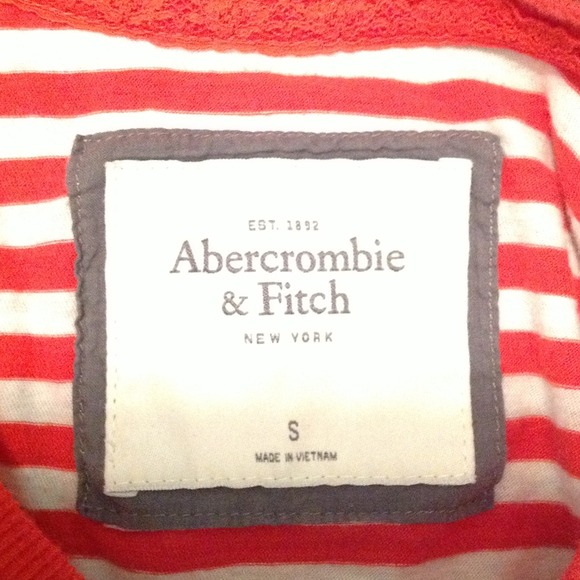 EST. 1892
Abercrombie
& Fitch
NEW YORK
S
MADE IN VIETNAM